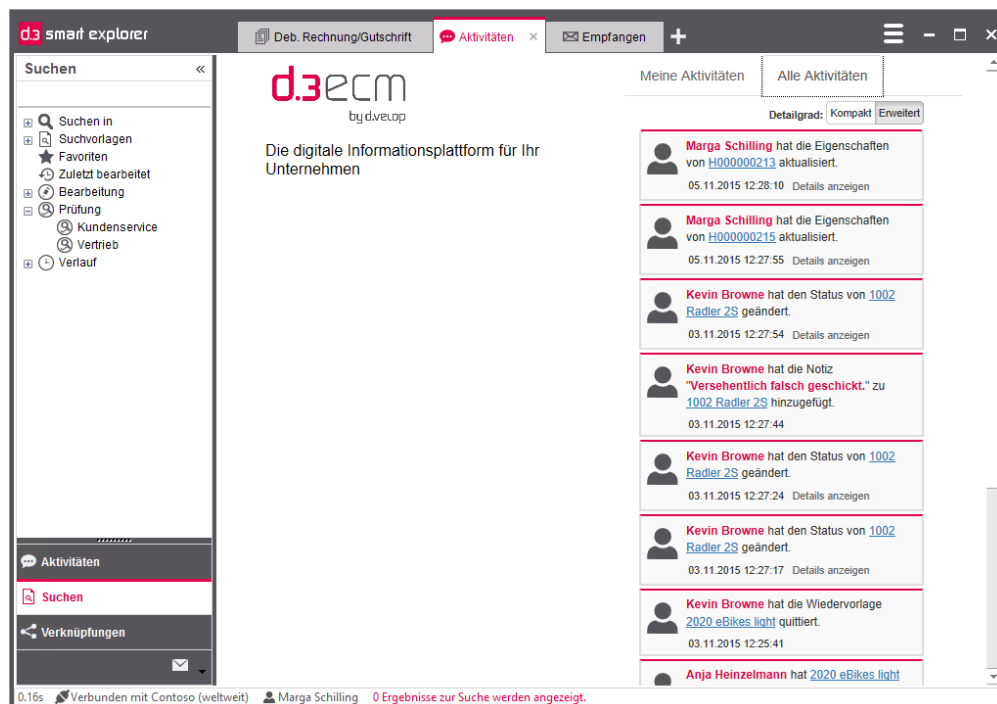 d.3 smart explorer
Deb. Rechnung/Gutschrift
Aktivitäten
Empfangen
Suchen
Suchen in
Suchvorlagen
Favoriten
Zuletzt bearbeitet
Bearbeitung
Prüfung
Kundenservice
Vertrieb
Verlauf
Aktivitäten
Suchen
Verknüpfungen
d.3ecm
by d.velop
Die digitale Informationsplattform für Ihr
Unternehmen
Meine Aktivitäten
Alle Aktivitäten
Detailgrad: Kompakt Erweitert
Marga Schilling hat die Eigenschaften
von H000000213 aktualisiert.
05.11.2015 12:28:10 Details anzeigen
Marga Schilling hat die Eigenschaften
von H000000215 aktualisiert.
05.11.2015 12:27:55 Details anzeigen
Kevin Browne hat den Status von 1002
Radler 2S geändert.
03.11.2015 12:27:54 Details anzeigen
Kevin Browne hat die Notiz
"Versehentlich falsch geschickt." zu
1002 Radler 2S hinzugefügt.
03.11.2015 12:27:44
Kevin Browne hat den Status von 1002
Radler 2S geändert.
03.11.2015 12:27:24 Details anzeigen
Kevin Browne hat den Status von 1002
Radler 2S geändert.
03.11.2015 12:27:17 Details anzeigen
Kevin Browne hat die Wiedervorlage
2020 eBikes light quittiert.
03.11.2015 12:25:41
Anja Heinzelmann hat 2020 eBikes light
0.16s Verbunden mit Contoso (weltweit) Marga Schilling 0 Ergebnisse zur Suche werden angezeigt.